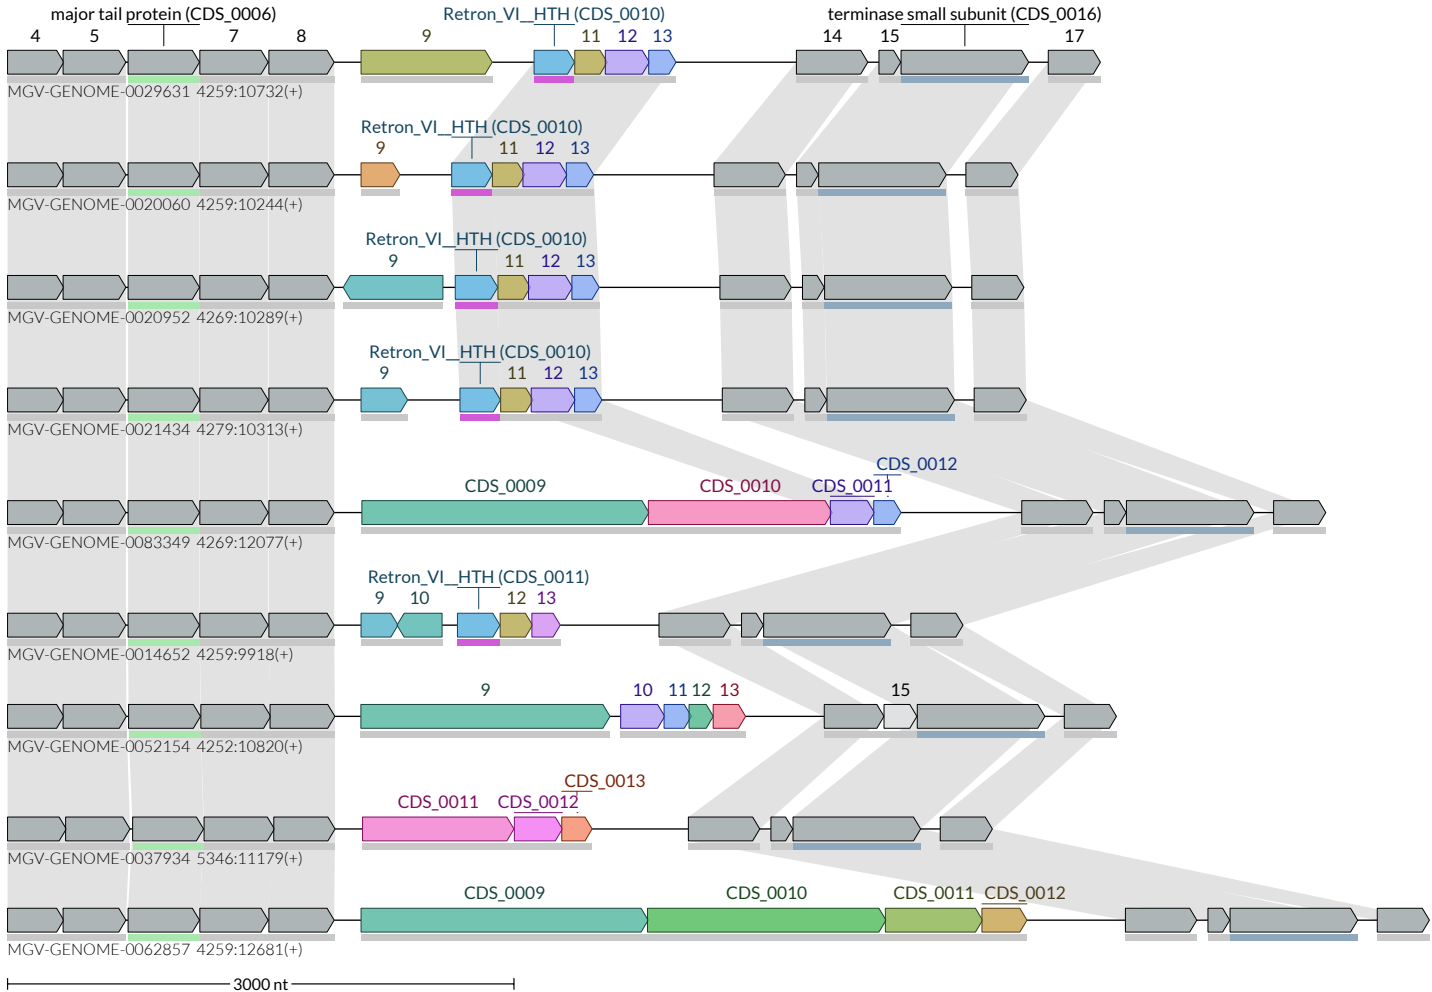 major tail protein (CDS_0006) Retron_VI__HTH (CDS_0010) terminase small subunit (CDS_0016)
4 5 7 8 9 11 12 13 14 15 17
MGV-GENOME-0029631 4259:10732(+)
Retron_VI__HTH (CDS_0010)
9 11 12 13
MGV-GENOME-0020060 4259:10244(+)
Retron_VI__HTH (CDS_0010)
9 11 12 13
MGV-GENOME-0020952 4269:10289(+)
Retron_VI__HTH (CDS_0010)
9 11 12 13
MGV-GENOME-0021434 4279:10313(+)
CDS_0012
CDS_0009 CDS_0010 CDS_0011
MGV-GENOME-0083349 4269:12077(+)
Retron_VI__HTH (CDS_0011)
9 10 12 13
MGV-GENOME-0014652 4259:9918(+)
9 10 11 12 13 15
MGV-GENOME-0052154 4252:10820(+)
CDS_0013
CDS_0011 CDS_0012
MGV-GENOME-0037934 5346:11179(+)
CDS_0009 CDS_0010 CDS_0011 CDS_0012
MGV-GENOME-0062857 4259:12681(+)
3000 nt